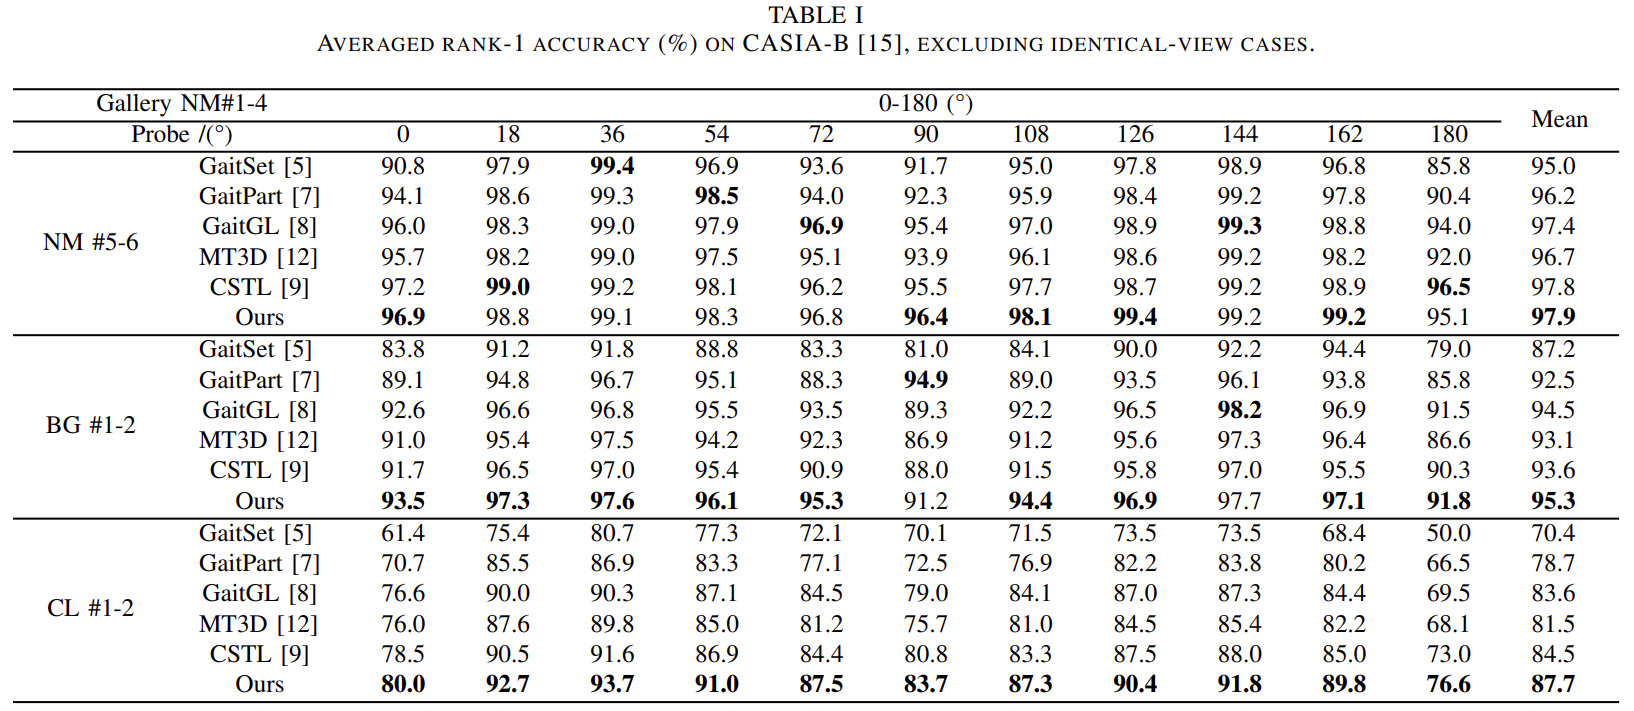 TABLE I
AVERAGED RANK-1 ACCURACY (%) ON CASIA-B [15], EXCLUDING IDENTICAL-VIEW CASES.
Gallery NM#1-4 0-180 (°) Mean
Probe /(°) 0 18 36 54 72 90 108 126 144 162 180
NM #5-6
GaitSet [5] 90.8 97.9 99.4 96.9 93.6 91.7 95.0 97.8 98.9 96.8 85.8 95.0
GaitPart [7] 94.1 98.6 99.3 98.5 94.0 92.3 95.9 98.4 99.2 97.8 90.4 96.2
GaitGL [8] 96.0 98.3 99.0 97.9 96.9 95.4 97.0 98.9 99.3 98.8 94.0 97.4
MT3D [12] 95.7 98.2 99.0 97.5 95.1 93.9 96.1 98.6 99.2 98.2 92.0 96.7
CSTL [9] 97.2 99.0 99.2 98.1 96.2 95.5 97.7 98.7 99.2 98.9 96.5 97.8
Ours 96.9 98.8 99.1 98.3 96.8 96.4 98.1 99.4 99.2 99.2 95.1 97.9
BG #1-2
GaitSet [5] 83.8 91.2 91.8 88.8 83.3 81.0 84.1 90.0 92.2 94.4 79.0 87.2
GaitPart [7] 89.1 94.8 96.7 95.1 88.3 94.9 89.0 93.5 96.1 93.8 85.8 92.5
GaitGL [8] 92.6 96.6 96.8 95.5 93.5 89.3 92.2 96.5 98.2 96.9 91.5 94.5
MT3D [12] 91.0 95.4 97.5 94.2 92.3 86.9 91.2 95.6 97.3 96.4 86.6 93.1
CSTL [9] 91.7 96.5 97.0 95.4 90.9 88.0 91.5 95.8 97.0 95.5 90.3 93.6
Ours 93.5 97.3 97.6 96.1 95.3 91.2 94.4 96.9 97.7 97.1 91.8 95.3
CL #1-2
GaitSet [5] 61.4 75.4 80.7 77.3 72.1 70.1 71.5 73.5 73.5 68.4 50.0 70.4
GaitPart [7] 70.7 85.5 86.9 83.3 77.1 72.5 76.9 82.2 83.8 80.2 66.5 78.7
GaitGL [8] 76.6 90.0 90.3 87.1 84.5 79.0 84.1 87.0 87.3 84.4 69.5 83.6
MT3D [12] 76.0 87.6 89.8 85.0 81.2 75.7 81.0 84.5 85.4 82.2 68.1 81.5
CSTL [9] 78.5 90.5 91.6 86.9 84.4 80.8 83.3 87.5 88.0 85.0 73.0 84.5
Ours 80.0 92.7 93.7 91.0 87.5 83.7 87.3 90.4 91.8 89.8 76.6 87.7